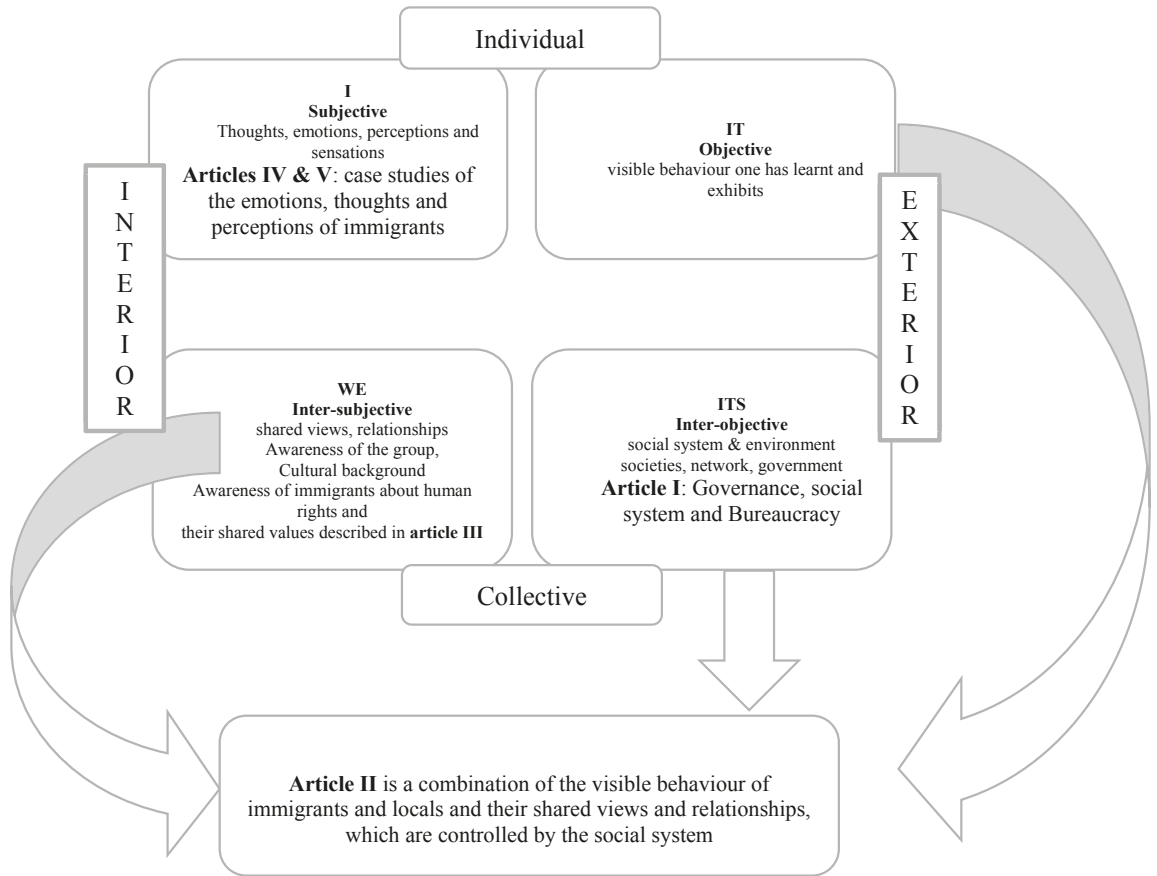 Individual
I
Subjective
Thoughts, emotions, perceptions and
sensations
Articles IV & V: case studies of
the emotions, thoughts and
perceptions of immigrants
IT
Objective
visible behaviour one has learnt and
exhibits
INTERIOR
EXTERIOR
WE
Inter-subjective
shared views, relationships
Awareness of the group,
Cultural background
Awareness of immigrants about human
rights and
their shared values described in article III
ITS
Inter-objective
social system & environment
societies, network, government
Article I: Governance, social
system and Bureaucracy
Collective
Article II is a combination of the visible behaviour of
immigrants and locals and their shared views and relationships,
which are controlled by the social system